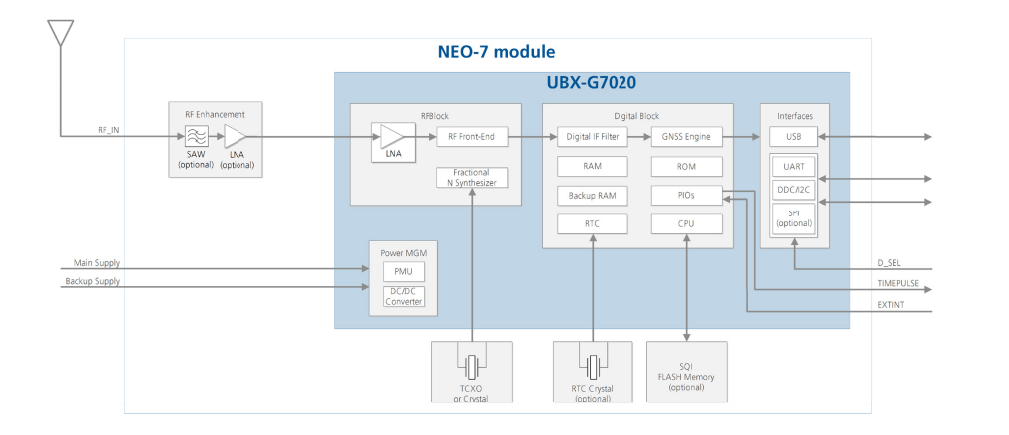 NEO-7 module
UBX-G7020
RF_IN
RF Enhancement
SAW
(optional)
LNA
(optional)
RFBlock
LNA
RF Front-End
Fractional
N Synthesizer
Digital Block
Digital IF Filter
GNSS Engine
RAM
ROM
Backup RAM
PIOs
RTC
CPU
Interfaces
USB
UART
DDC/I2C
SPI
(optional)
Main Supply
Backup Supply
Power MGM
PMU
DC/DC
Converter
D_SEL
TIMEPULSE
EXTINT
TCXO
or Crystal
RTC Crystal
(optional)
SQI
FLASH Memory
(optional)